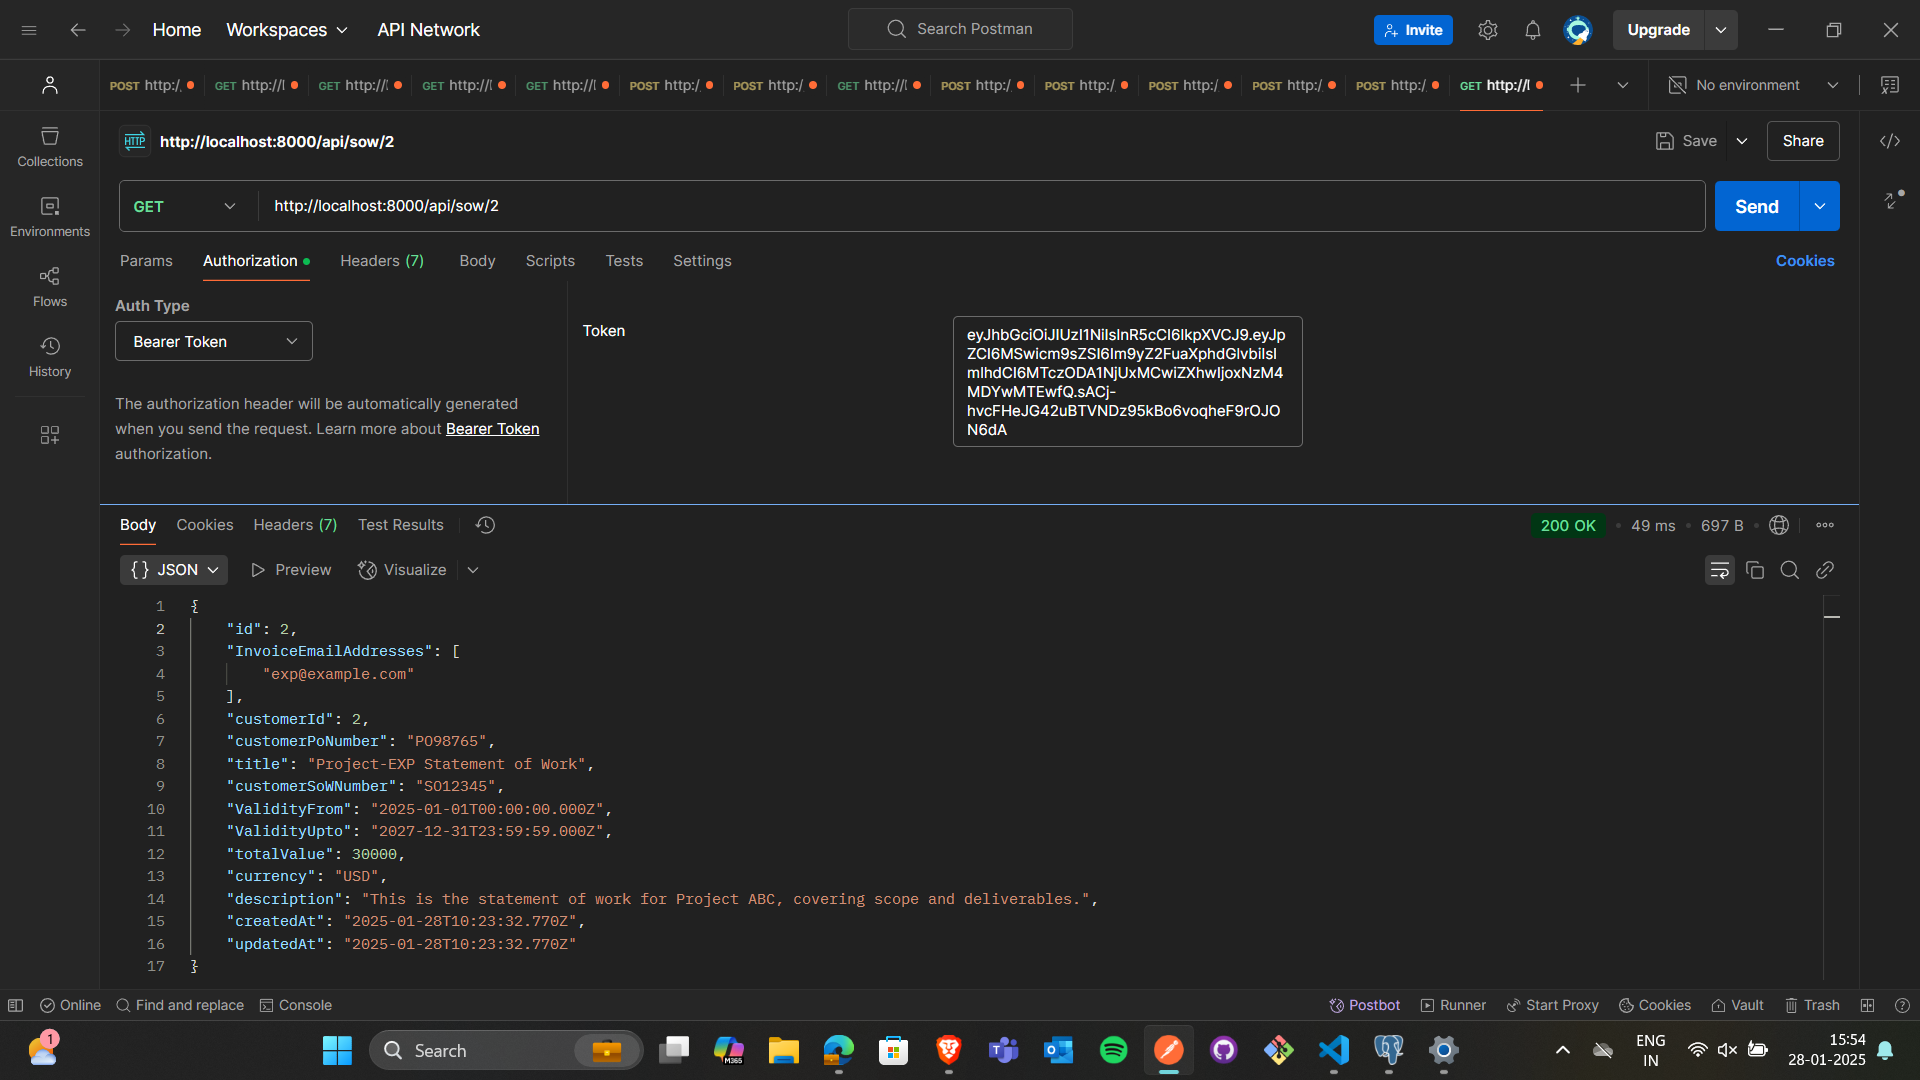 Home Workspaces API Network Search Postman Invite Upgrade
POST http:/ GET http://l GET http://l GET http://l GET http://l POST http:/ POST http:/ GET http://l POST http:/ POST http:/ POST http:/ POST http:/ POST http:/ GET http://l No environment
Collections
Environments
Flows
History
HTTP http://localhost:8000/api/sow/2 Save Share
GET http://localhost:8000/api/sow/2 Send
Params Authorization Headers (7) Body Scripts Tests Settings Cookies
Auth Type
Bearer Token
The authorization header will be automatically generated
when you send the request. Learn more about Bearer Token
authorization.
Token
Body Cookies Headers (7) Test Results 200 OK • 49 ms • 697 B
{} JSON Preview Visualize
1 {
2 "id": 2,
3 "InvoiceEmailAddresses": [
4 "exp@example.com"
5 ],
6 "customerId": 2,
7 "customerPoNumber": "PO98765",
8 "title": "Project-EXP Statement of Work",
9 "customerSoWNumber": "SO12345",
10 "ValidityFrom": "2025-01-01T00:00:00.000Z",
11 "ValidityUpto": "2027-12-31T23:59:59.000Z",
12 "totalValue": 30000,
13 "currency": "USD",
14 "description": "This is the statement of work for Project ABC, covering scope and deliverables.",
15 "createdAt": "2025-01-28T10:23:32.770Z",
16 "updatedAt": "2025-01-28T10:23:32.770Z"
17 }
Online Find and replace Console Postbot Runner Start Proxy Cookies Vault Trash
1 Search M365 ENG
IN
15:54
28-01-2025